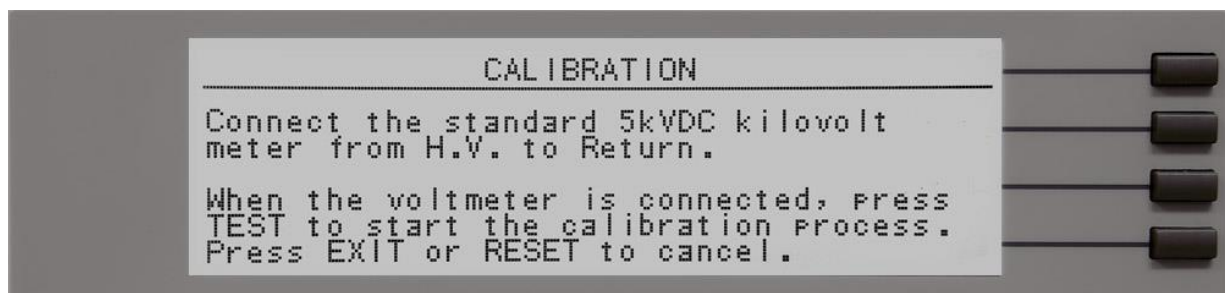 CALIBRATION
Connect the standard 5kVDC kilovolt
meter from H.V. to Return.
When the voltmeter is connected, press
TEST to start the calibration process.
Press EXIT or RESET to cancel.